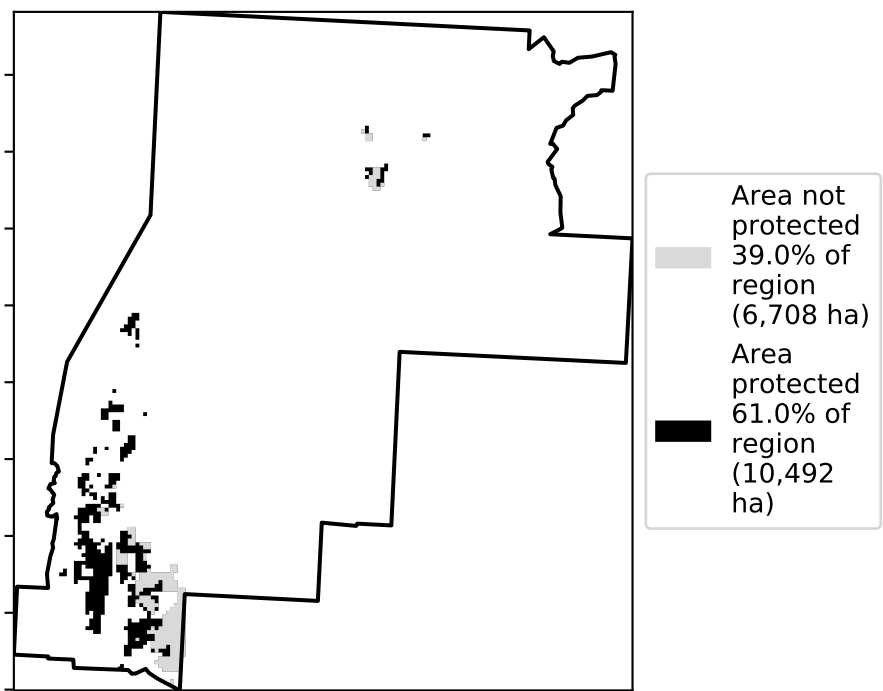 Area not
protected
39.0% of
region
(6,708 ha)
Area
protected
61.0% of
region
(10,492
ha)